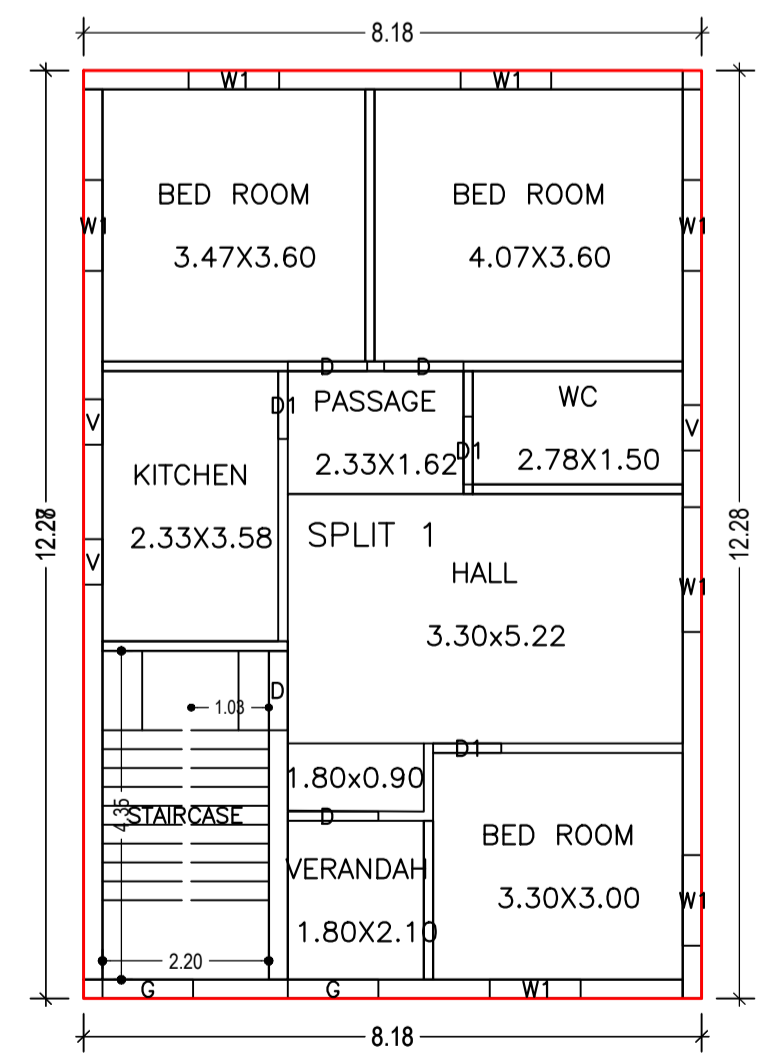 8.18
W1
W1
BED ROOM
BED ROOM
W1
W1
3.47X3.60
4.07X3.60
D
D
D1
PASSAGE
WC
V
V
D1
KITCHEN
2.33X1.62
2.78X1.50
12.28
2.33X3.58
SPLIT 1
12.28
V
HALL
W1
3.30x5.22
D
1.03
D1
1.80x0.90
4.35
STAIRCASE
D
BED ROOM
VERANDAH
3.30X3.00
W1
1.80X2.10
2.20
G
G
W1
8.18